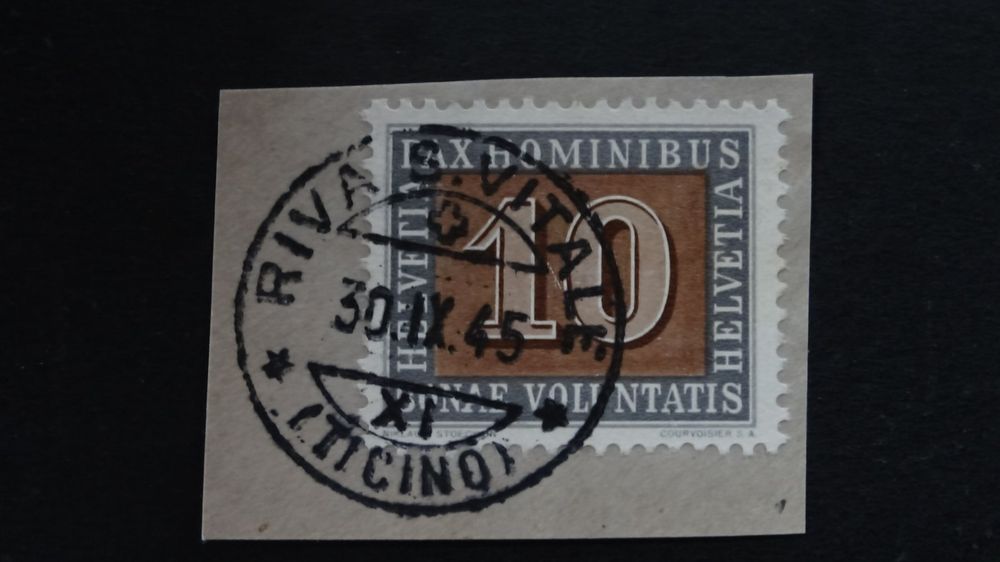 PAX HOMINIBUS
HELVETIA
10
HELVETIA
BONAE VOLUNTATIS
COURVOISIER S.A.
RIVA S. VITALE
30.IX.45
XI
(TICINO)